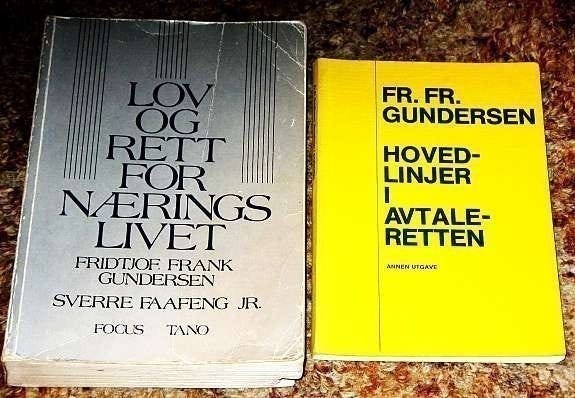 LOV
OG
RETT
FOR
NÆRINGS
LIVET
FRIDTJOF FRANK
GUNDERSEN
SVERRE FAAFENG JR.
FOCUS TANO
FR. FR.
GUNDERSEN
HOVED-
LINJER
I
AVTALE-
RETTEN
ANNEN UTGAVE